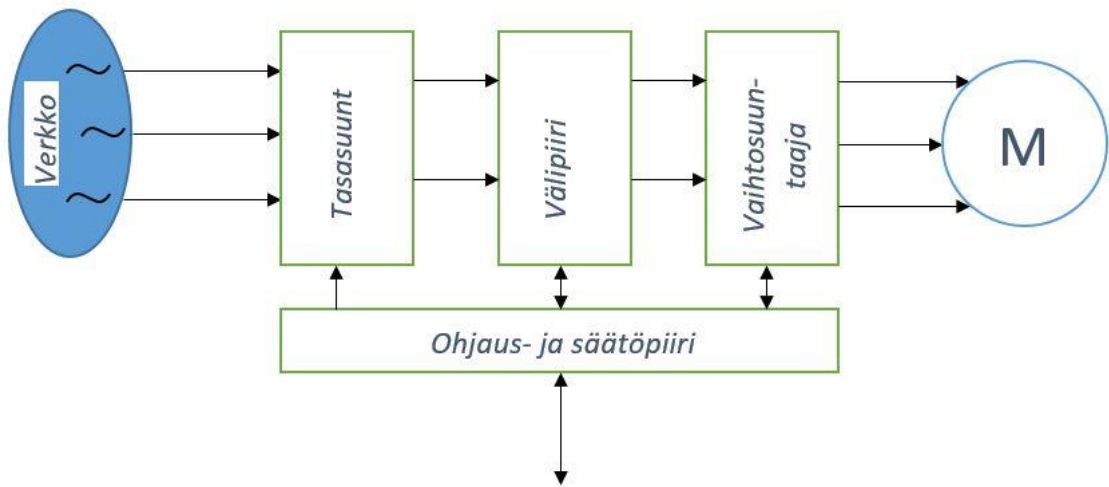 Verkko
Tasasuunt
Välipiiri
Vaihtosuun-
taaja
M
Ohjaus- ja säätöpiiri